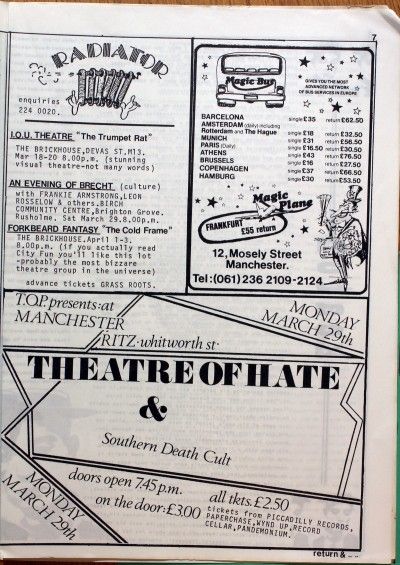 7
RADIATOR
enquiries
224 0020.
I.O.U. THEATRE "The Trumpet Rat"
THE BRICKHOUSE,DEVAS ST,M13.
Mar 18-20 8.00p.m. (stunning
visual theatre-not many words)
AN EVENING OF BRECHT (culture)
with FRANKIE ARMSTRONG,LEON
ROSSELOW & others.BIRCH
COMMUNITY CENTRE,Brighton Grove.
Rusholme. Sat March 29.8,00p.m.
FORKBEARD FANTASY "The Cold Frame"
THE BRICKHOUSE.April 1-3.
8,00p.m. (if you actually read
City Fun you'll like this lot
-probably the most bizzare
theatre group in the universe)
advance tickets GRASS ROOTS.
Magic Bus
GIVES YOU THE MOST
ADVANCED NETWORK
OF BUS SERVICES IN EUROPE
BARCELONA single £35 return £62.50
AMSTERDAM (daily) including
Rotterdam and The Hague single £18 return £32.50
MUNICH single £31 return £56.50
PARIS (Daily) single £16.50 return £30.50
ATHENS single £43 return £76.50
BRUSSELS single £16 return £27.50
COPENHAGEN single £37 return £66.50
HAMBURG single £30 return £53.50
Magic
Plane
FRANKFURT
£55 return
12, Mosely Street
Manchester.
Tel:(061) 236 2109-2124
T.O.P. presents: at
MANCHESTER
RITZ·whitworth st·
MONDAY
MARCH 29th
THEATRE OF HATE
&
Southern Death Cult
doors open 7.45 p.m.
on the door: £3.00
all tkts. £2.50
tickets from PICCADILLY RECORDS,
PAPERCHASE,WYND UP,RECORD
CELLAR,PANDEMONIUM.
MONDAY
MARCH 29th
return &